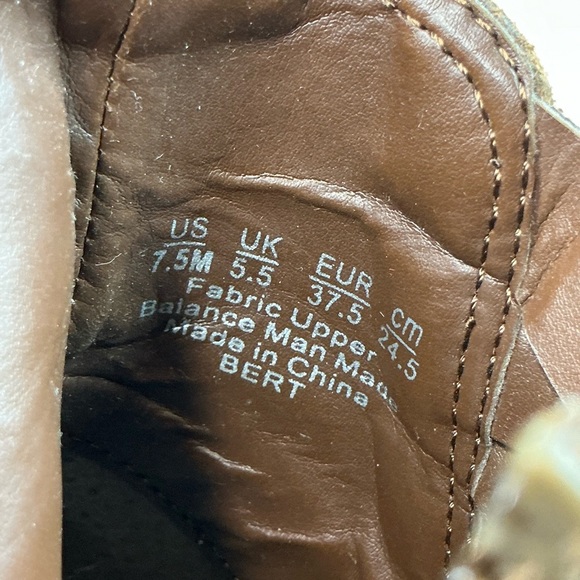 US UK EUR cm
7.5M 5.5 37.5 24.5
Fabric Upper
Balance Man Made
Made in China
BERT